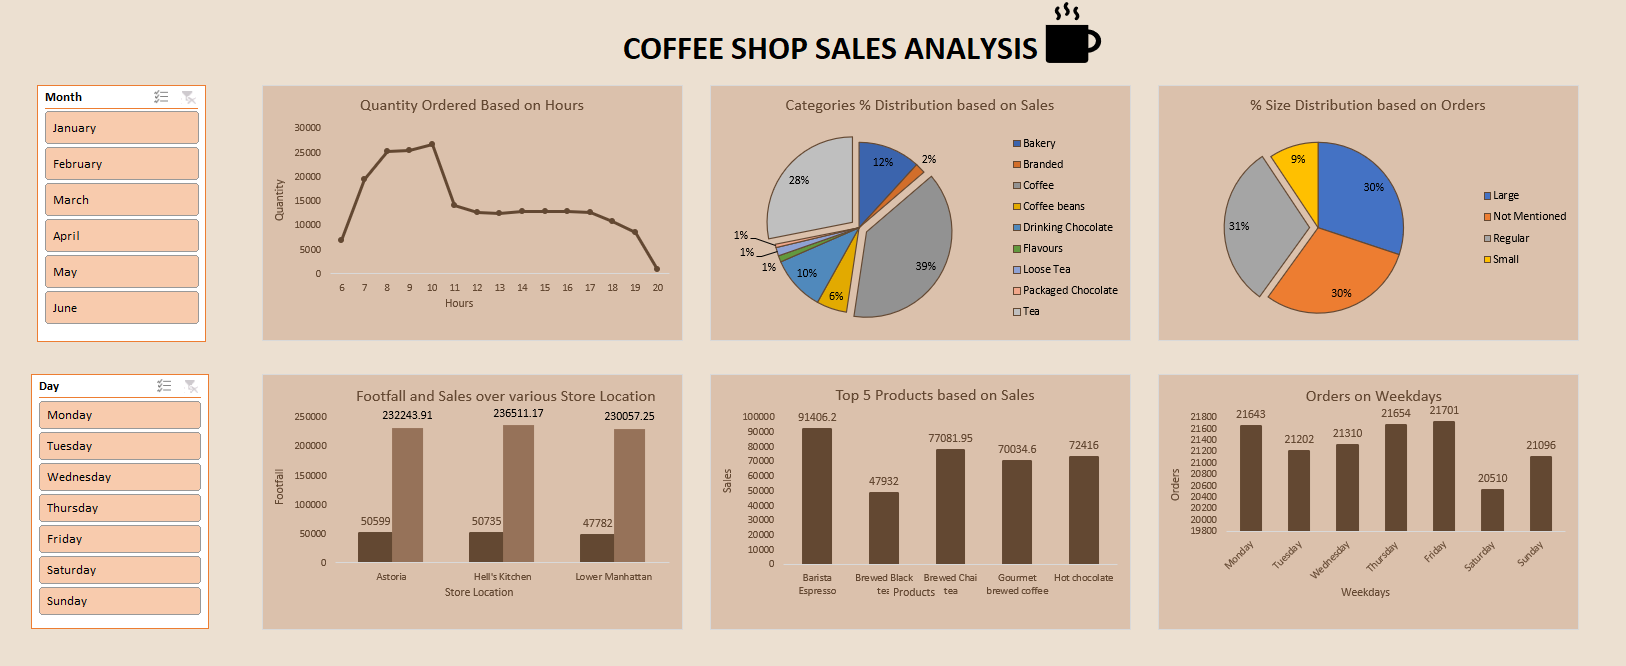 COFFEE SHOP SALES ANALYSIS
Month
January
February
March
April
May
June
Quantity Ordered Based on Hours
30000
25000
20000
15000
10000
5000
0
Quantity
6 7 8 9 10 11 12 13 14 15 16 17 18 19 20
Hours
Categories % Distribution based on Sales
12%
2%
39%
6%
10%
1%
1%
1%
28%
Bakery
Branded
Coffee
Coffee beans
Drinking Chocolate
Flavours
Loose Tea
Packaged Chocolate
Tea
% Size Distribution based on Orders
30%
30%
31%
9%
Large
Not Mentioned
Regular
Small
Day
Monday
Tuesday
Wednesday
Thursday
Friday
Saturday
Sunday
Footfall and Sales over various Store Location
250000
200000
150000
100000
50000
0
Footfall
232243.91
236511.17
230057.25
50599
50735
47782
Astoria
Hell's Kitchen
Lower Manhattan
Store Location
Top 5 Products based on Sales
100000
90000
80000
70000
60000
50000
40000
30000
20000
10000
0
Sales
91406.2
47932
77081.95
70034.6
72416
Barista
Espresso
Brewed Black
tea
Brewed Chai
tea
Gourmet
brewed coffee
Hot chocolate
Products
Orders on Weekdays
21800
21600
21400
21200
21000
20800
20600
20400
20200
20000
19800
Orders
21643
21202
21310
21654
21701
20510
21096
Monday
Tuesday
Wednesday
Thursday
Friday
Saturday
Sunday
Weekdays